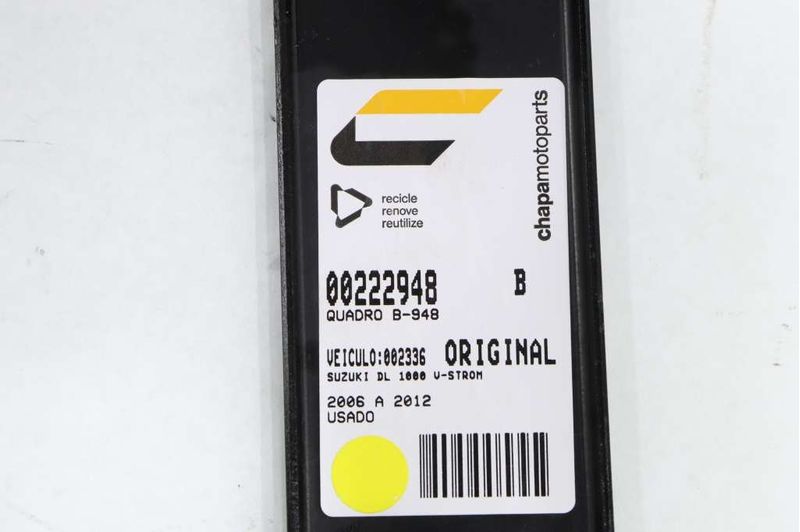 chapamotoparts
recicle
renove
reutilize
00222948 B
QUADRO B-948
VEICULO:002336 ORIGINAL
SUZUKI DL 1000 V-STROM
2006 A 2012
USADO